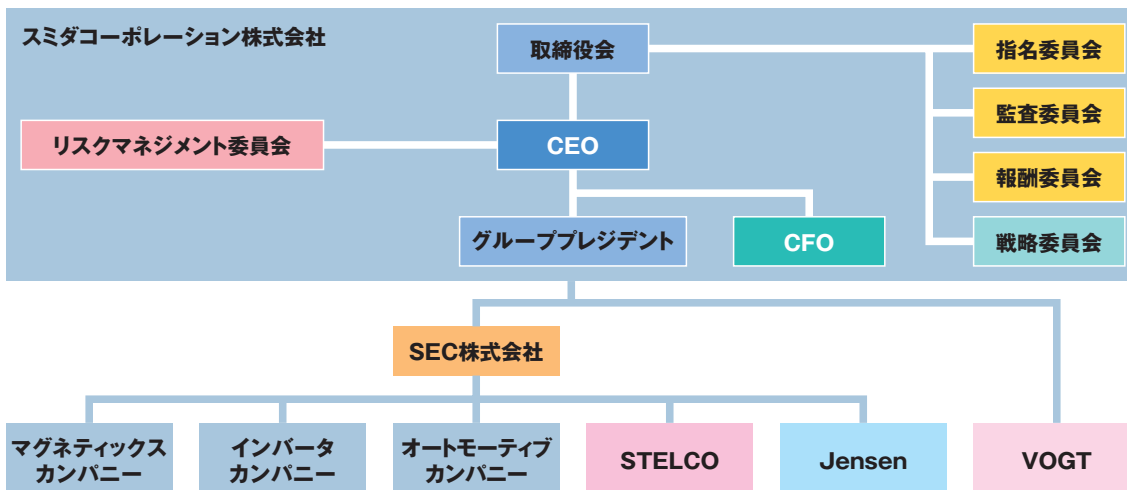 スミダコーポレーション株式会社
取締役会
指名委員会
監査委員会
リスクマネジメント委員会
CEO
報酬委員会
グループプレジデント
CFO
戦略委員会
SEC株式会社
マグネティックス
カンパニー
インバータ
カンパニー
オートモーティブ
カンパニー
STELCO
Jensen
VOGT